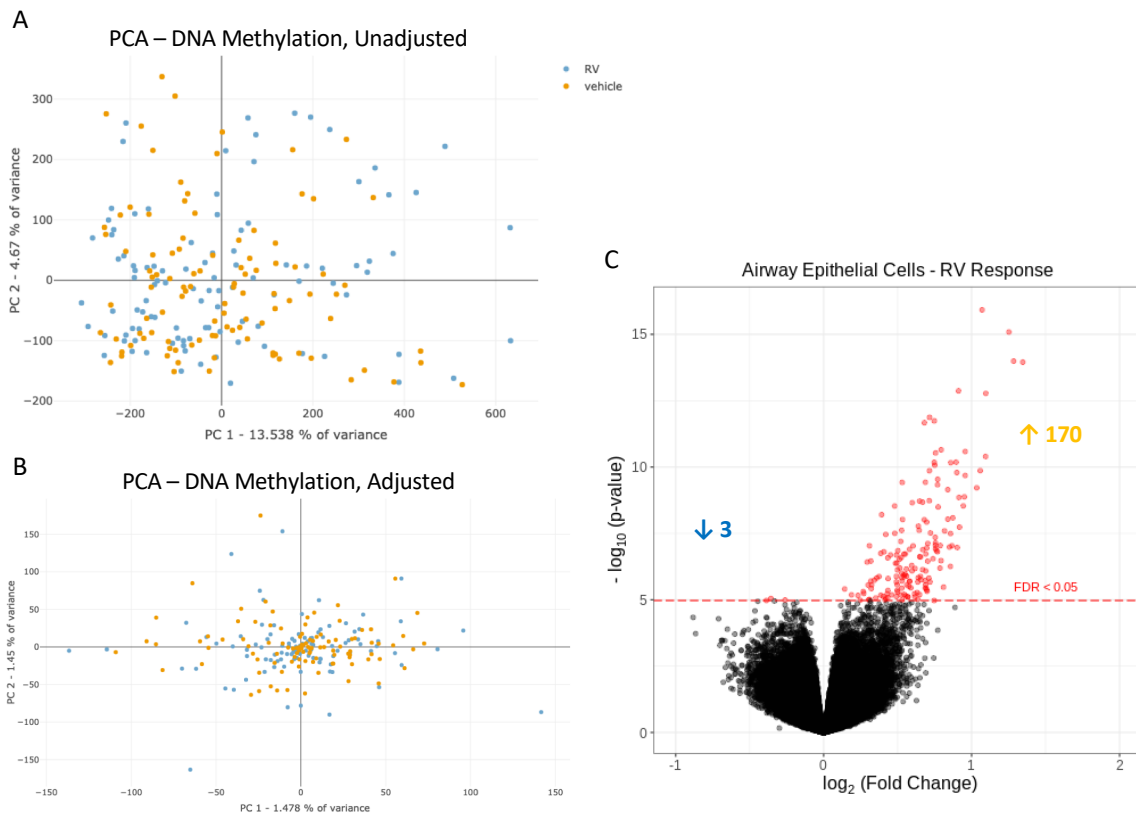 A
PCA – DNA Methylation, Unadjusted
RV
vehicle
300
200
100
0
−100
−200
−200
0
200
400
600
PC 2 - 4.67 % of variance
PC 1 - 13.538 % of variance
B
PCA – DNA Methylation, Adjusted
150
100
50
0
−50
−100
−150
−150
−100
−50
0
50
100
150
PC 2 - 1.45 % of variance
PC 1 - 1.478 % of variance
C
Airway Epithelial Cells - RV Response
15
10
5
0
↑ 170
↓ 3
FDR < 0.05
-1
0
1
2
- log10 (p-value)
log2 (Fold Change)